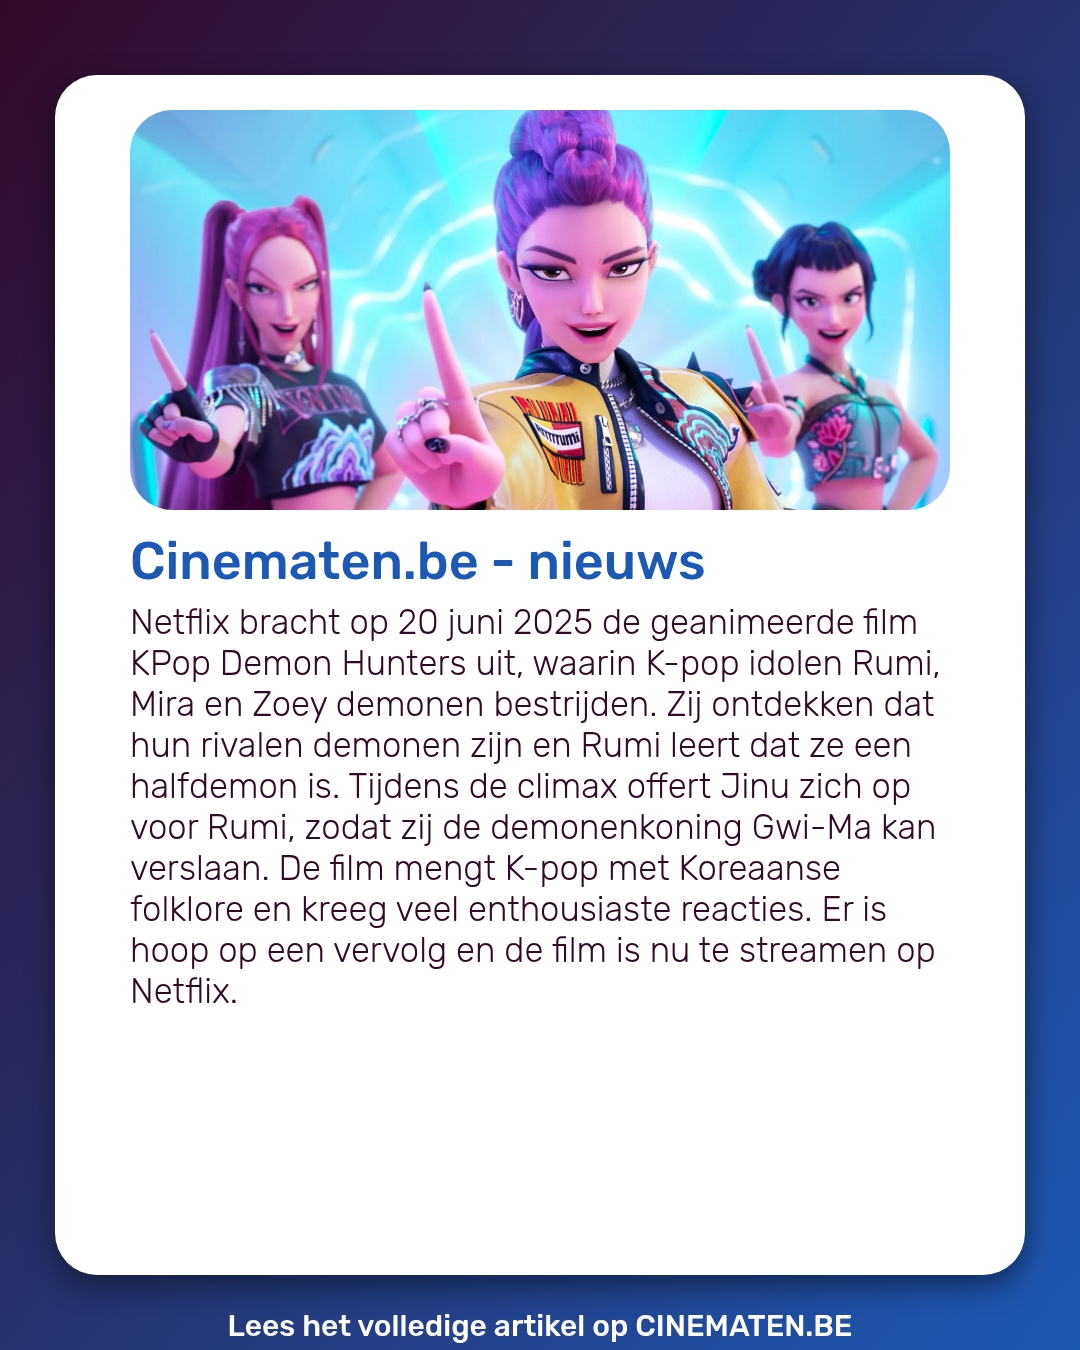 Rumi
Cinematen.be - nieuws
Netflix bracht op 20 juni 2025 de geanimeerde film
KPop Demon Hunters uit, waarin K-pop idolen Rumi,
Mira en Zoey demonen bestrijden. Zij ontdekken dat
hun rivalen demonen zijn en Rumi leert dat ze een
halfdemon is. Tijdens de climax offert Jinu zich op
voor Rumi, zodat zij de demonenkoning Gwi-Ma kan
verslaan. De film mengt K-pop met Koreaanse
folklore en kreeg veel enthousiaste reacties. Er is
hoop op een vervolg en de film is nu te streamen op
Netflix.
Lees het volledige artikel op CINEMATEN.BE